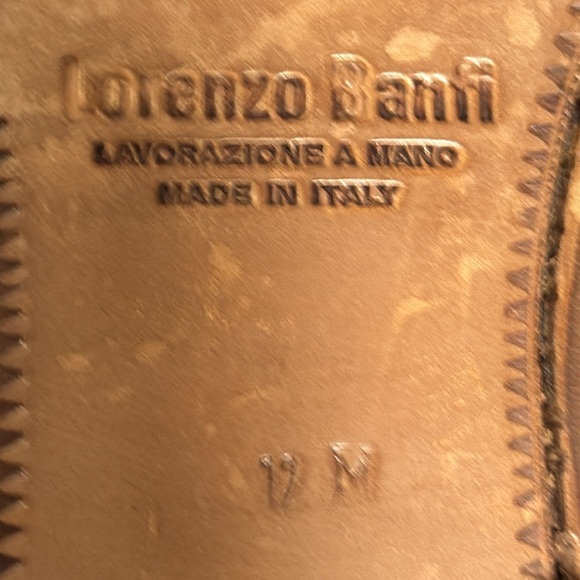 Lorenzo Banfi
LAVORAZIONE A MANO
MADE IN ITALY
12 M